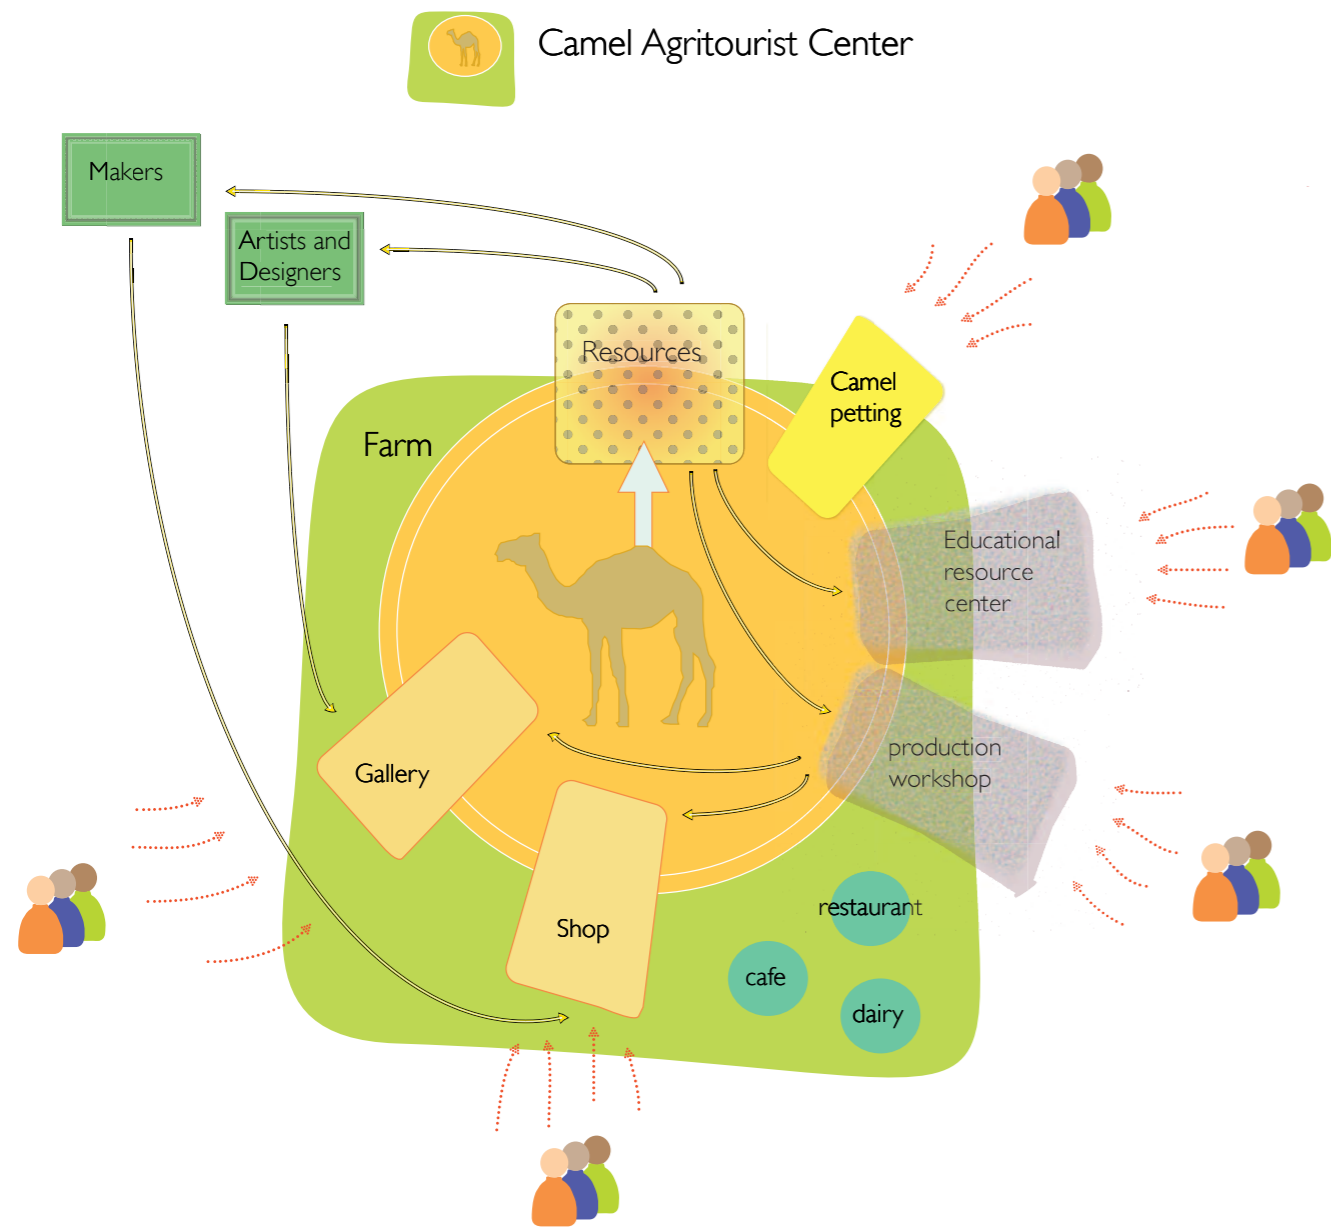 Camel Agritourist Center
Makers
Artists and
Designers
Resources
Camel
petting
Farm
Educational
resource
center
production
workshop
Gallery
Shop
restaurant
cafe
dairy